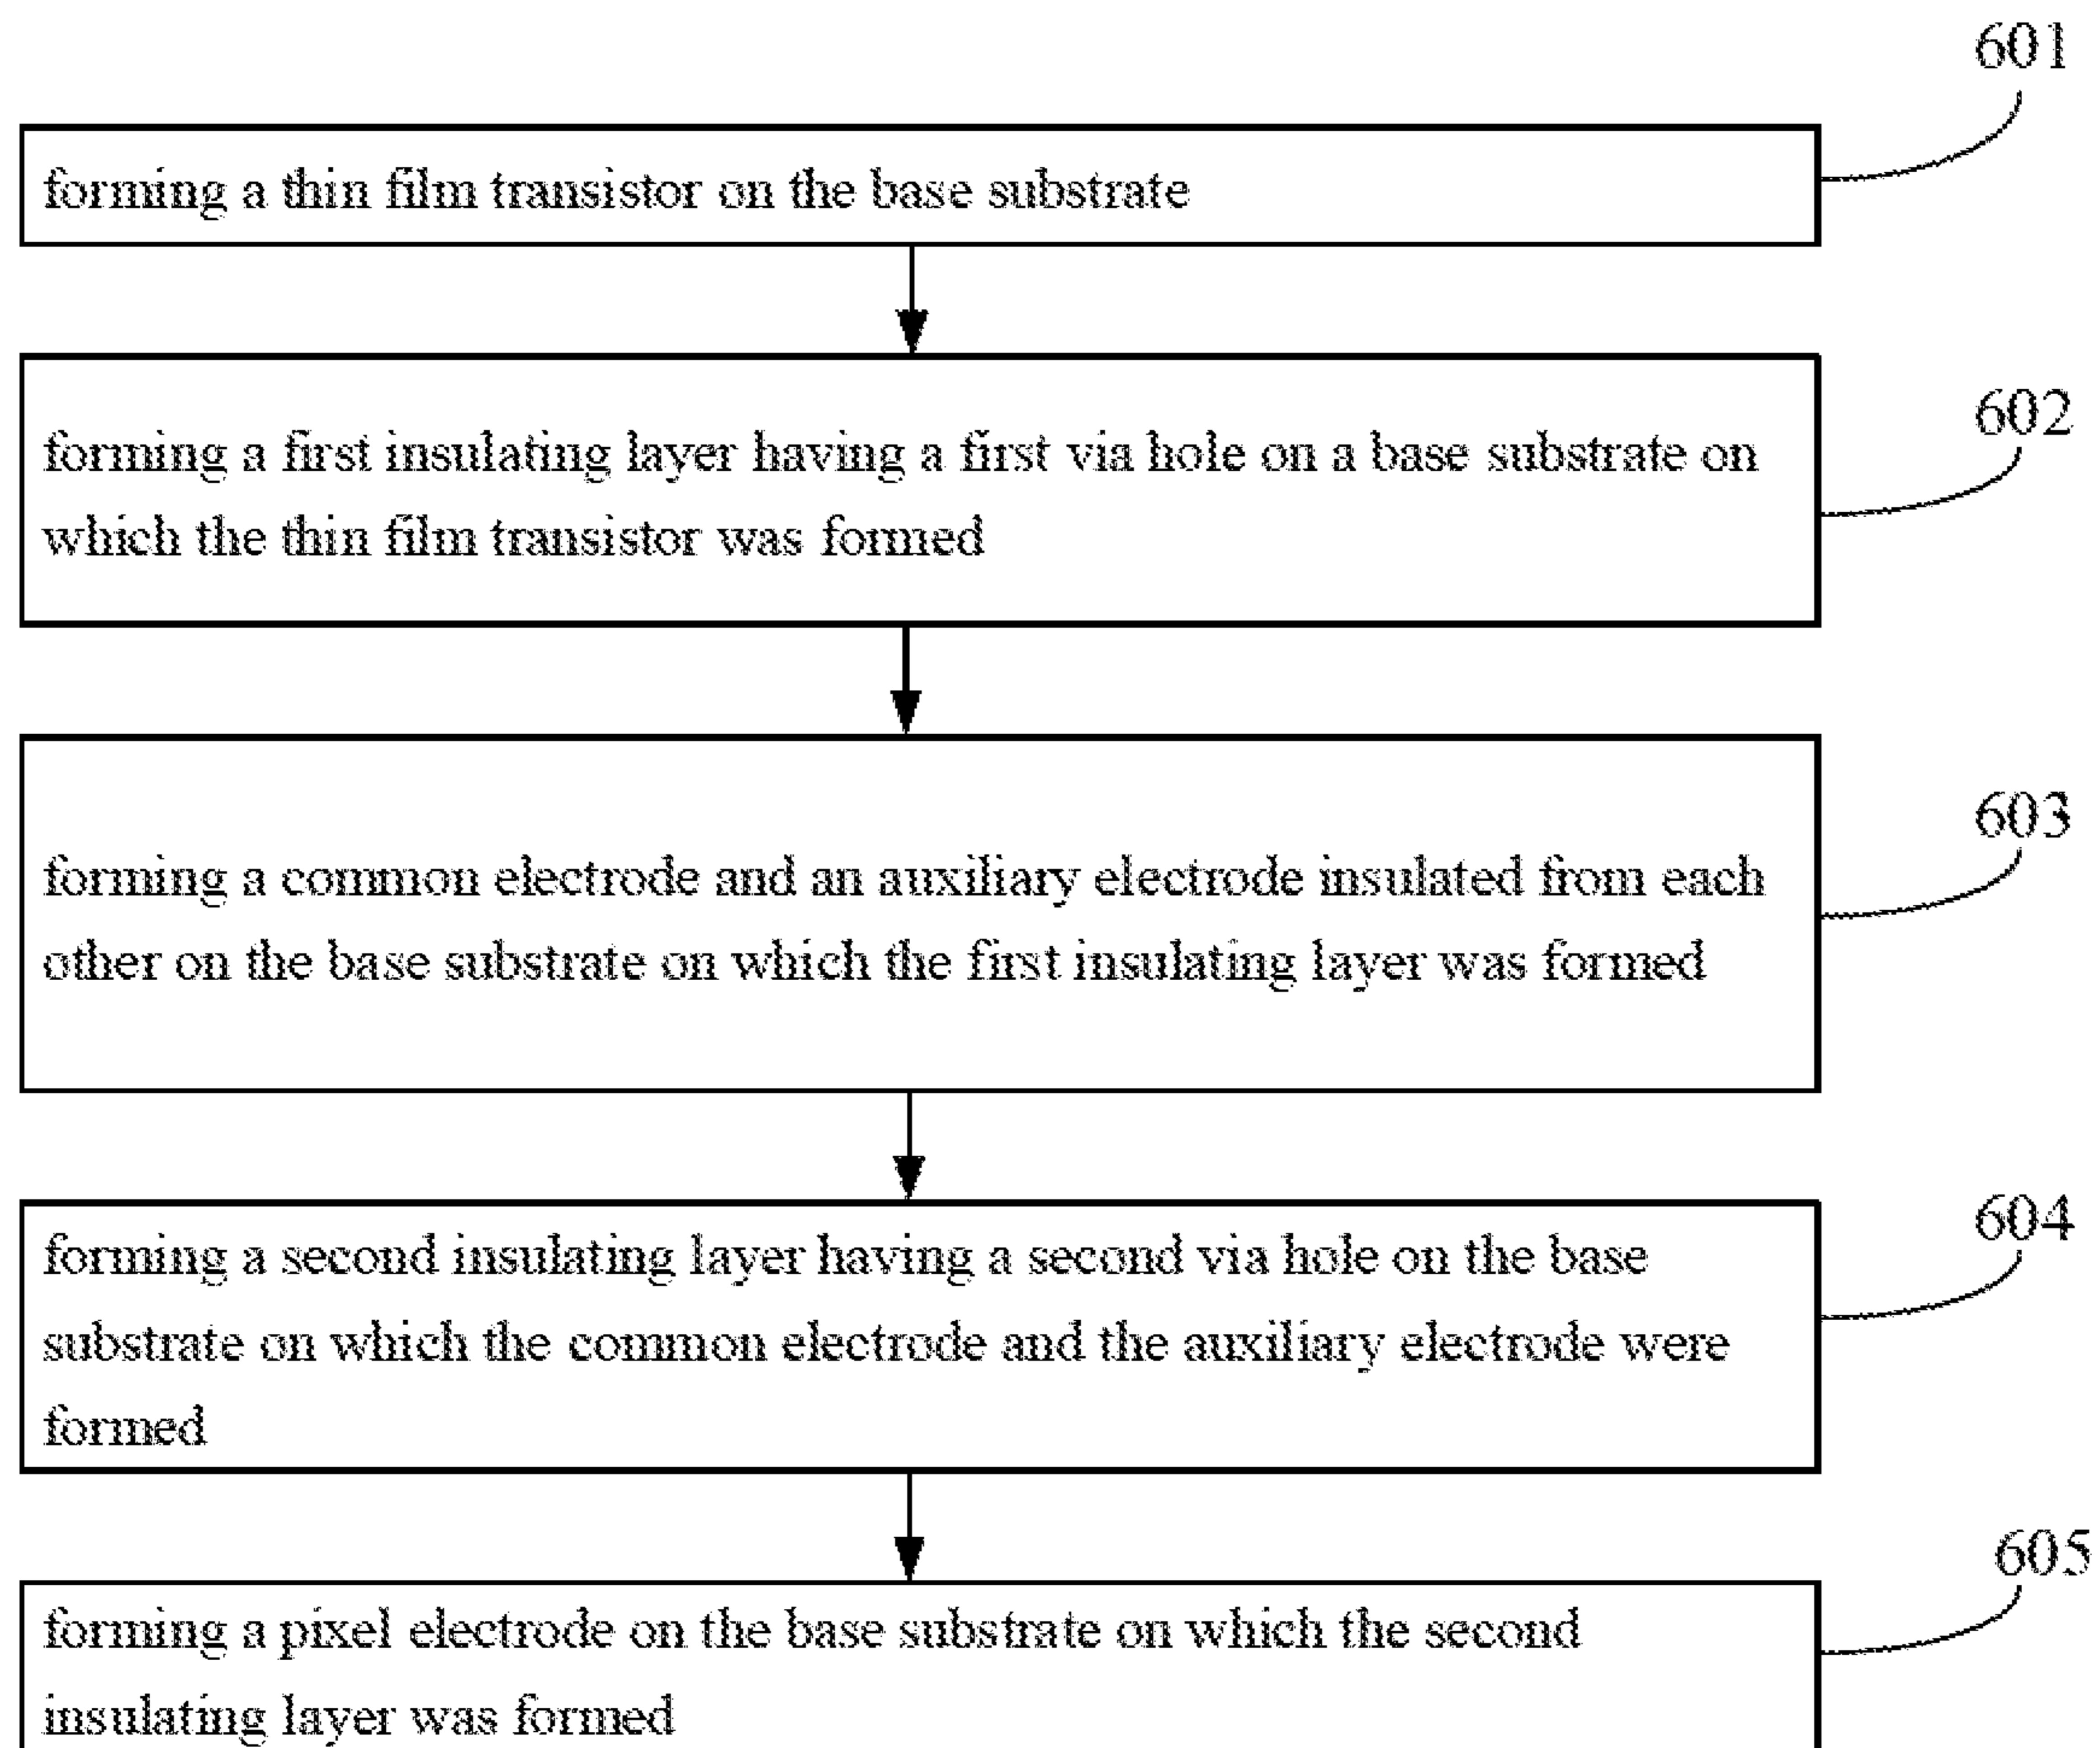 601
forming a thin film transistor on the base substrate
602
forming a first insulating layer having a first via hole on a base substrate on
which the thin film transistor was formed
603
forming a common electrode and an auxiliary electrode insulated from each
other on the base substrate on which the first insulating layer was formed
604
forming a second insulating layer having a second via hole on the base
substrate on which the common electrode and the auxiliary electrode were
formed
605
forming a pixel electrode on the base substrate on which the second
insulating layer was formed